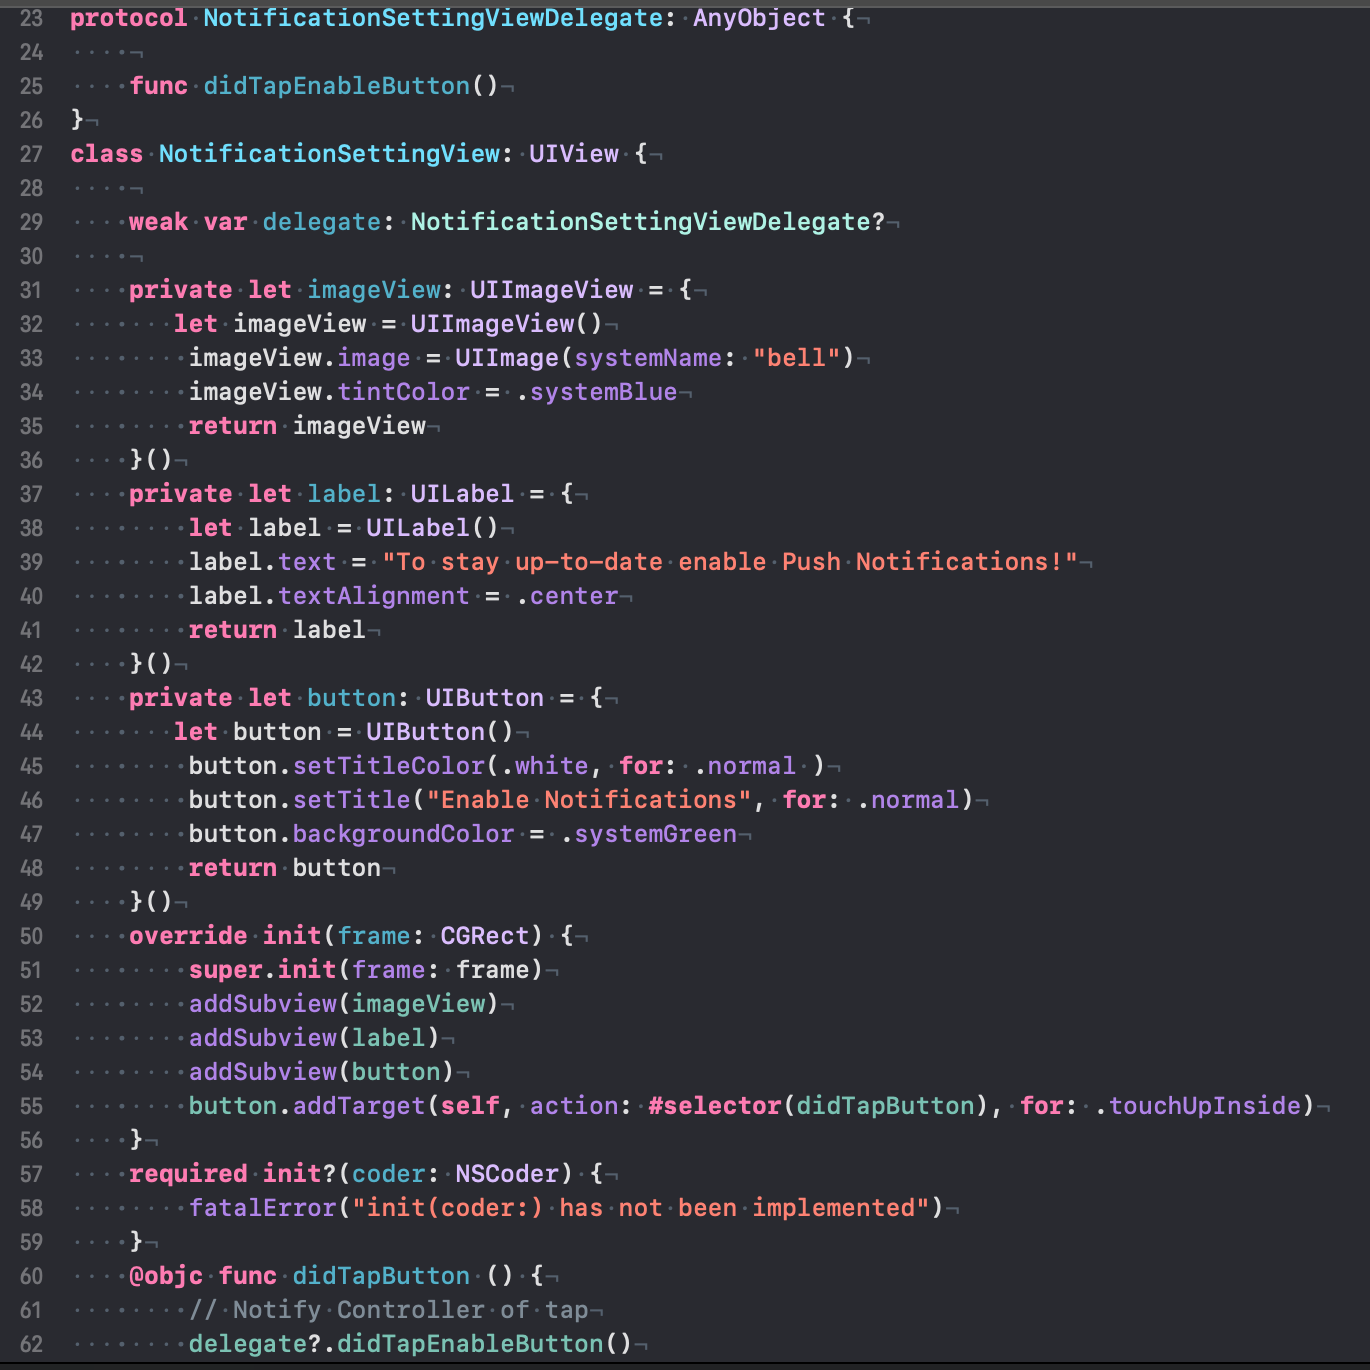 23 protocol NotificationSettingViewDelegate: AnyObject {
24
25     func didTapEnableButton()
26 }
27 class NotificationSettingView: UIView {
28
29     weak var delegate: NotificationSettingViewDelegate?
30
31     private let imageView: UIImageView = {
32        let imageView = UIImageView()
33         imageView.image = UIImage(systemName: "bell")
34         imageView.tintColor = .systemBlue
35         return imageView
36     }()
37     private let label: UILabel = {
38         let label = UILabel()
39         label.text = "To stay up-to-date enable Push Notifications!"
40         label.textAlignment = .center
41         return label
42     }()
43     private let button: UIButton = {
44        let button = UIButton()
45         button.setTitleColor(.white, for: .normal )
46         button.setTitle("Enable Notifications", for: .normal)
47         button.backgroundColor = .systemGreen
48         return button
49     }()
50     override init(frame: CGRect) {
51         super.init(frame: frame)
52         addSubview(imageView)
53         addSubview(label)
54         addSubview(button)
55         button.addTarget(self, action: #selector(didTapButton), for: .touchUpInside)
56     }
57     required init?(coder: NSCoder) {
58         fatalError("init(coder:) has not been implemented")
59     }
60     @objc func didTapButton () {
61         // Notify Controller of tap
62         delegate?.didTapEnableButton()